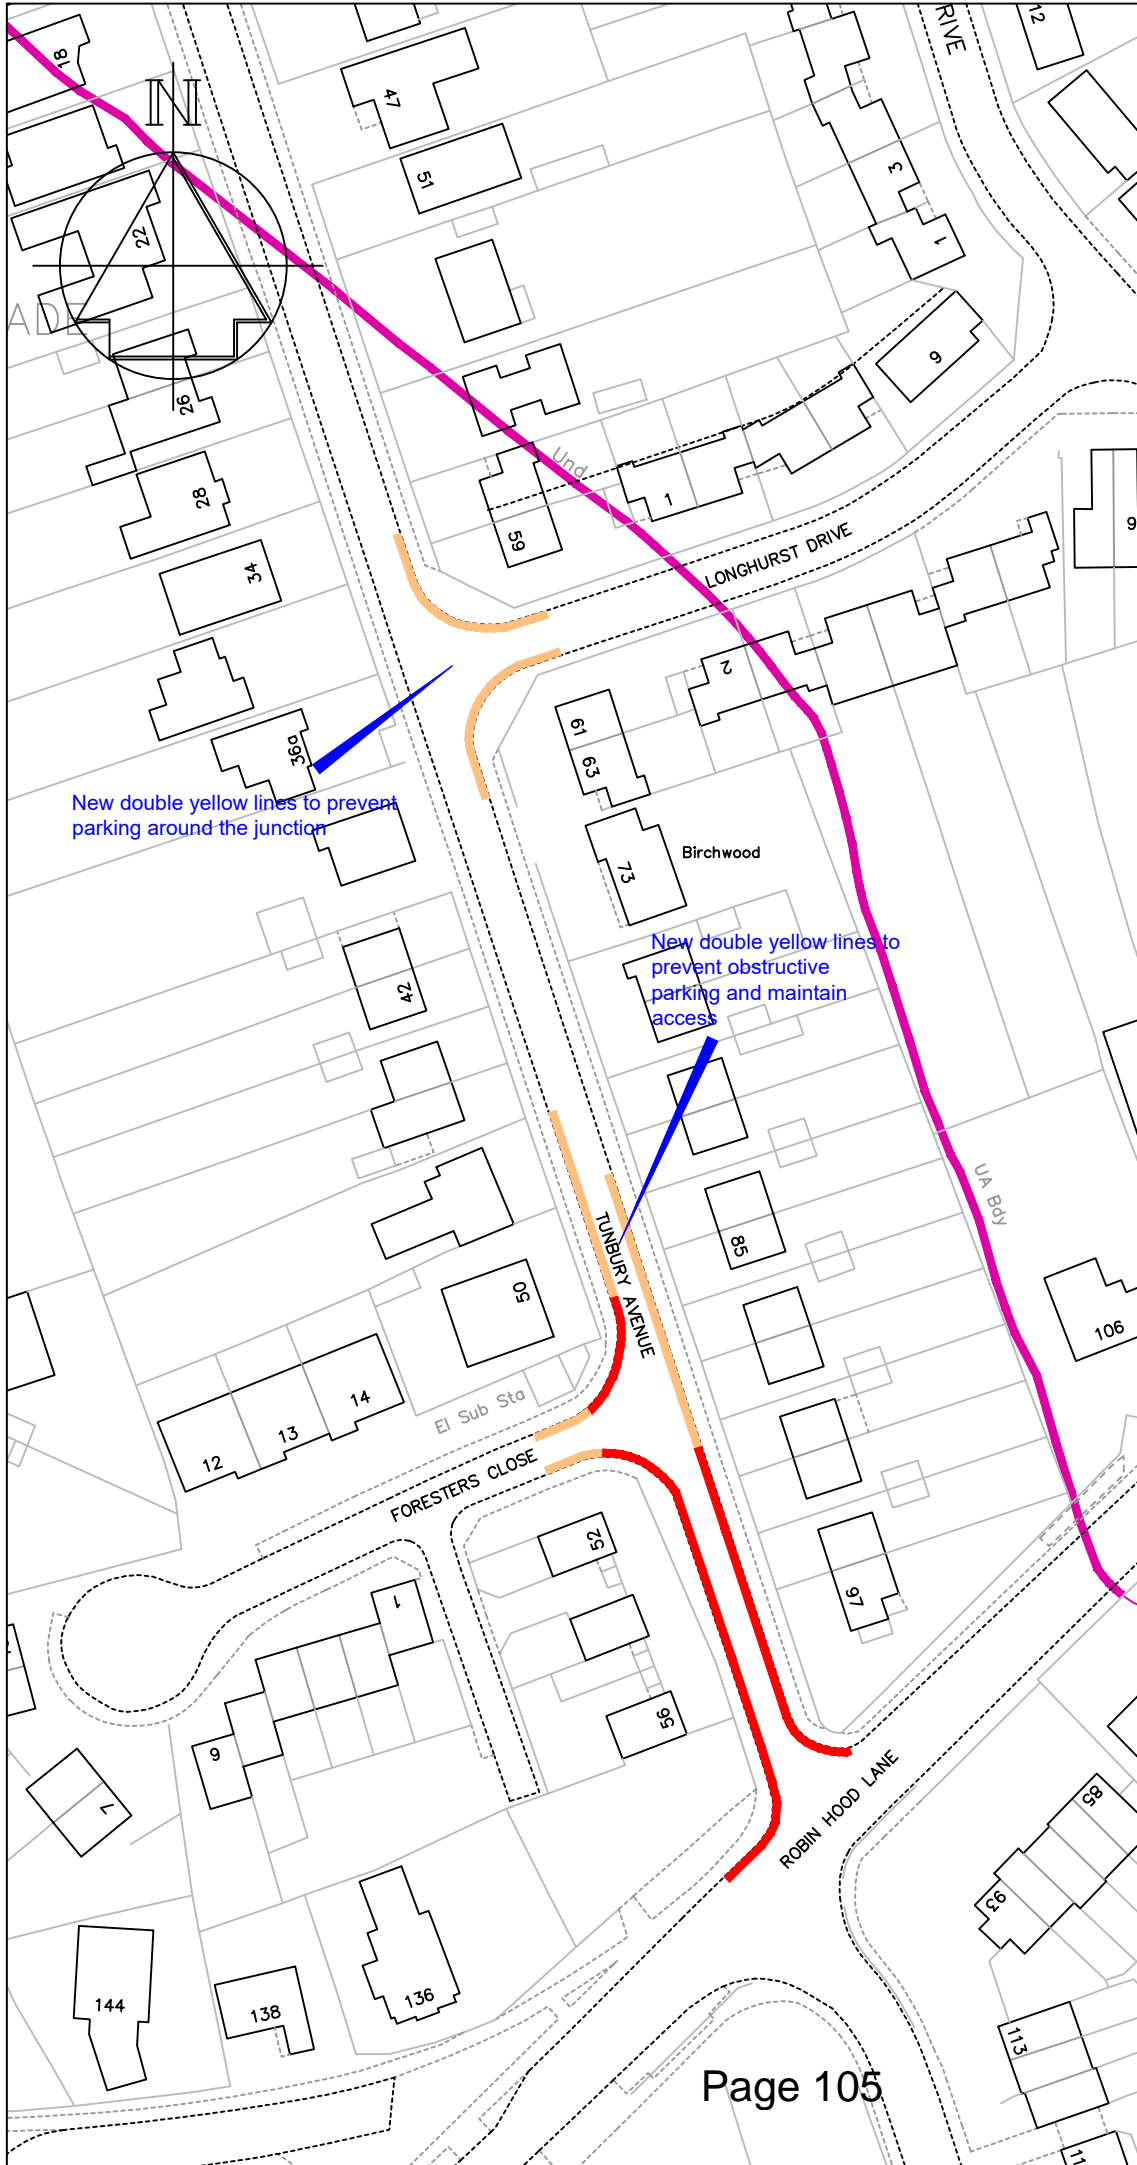 RIVE
12
18
N
47
51
3
1
22
ADE
9
26
Und
28
1
59
34
LONGHURST DRIVE
2
61
36a
63
New double yellow lines to prevent
parking around the junction
73
Birchwood
New double yellow lines to
prevent obstructive
parking and maintain
access
42
UA Bdy
TUNBURY AVENUE
85
50
106
El Sub Sta
14
13
12
FORESTERS CLOSE
52
97
1
56
9
7
ROBIN HOOD LANE
85
93
136
144
138
113
Page 105